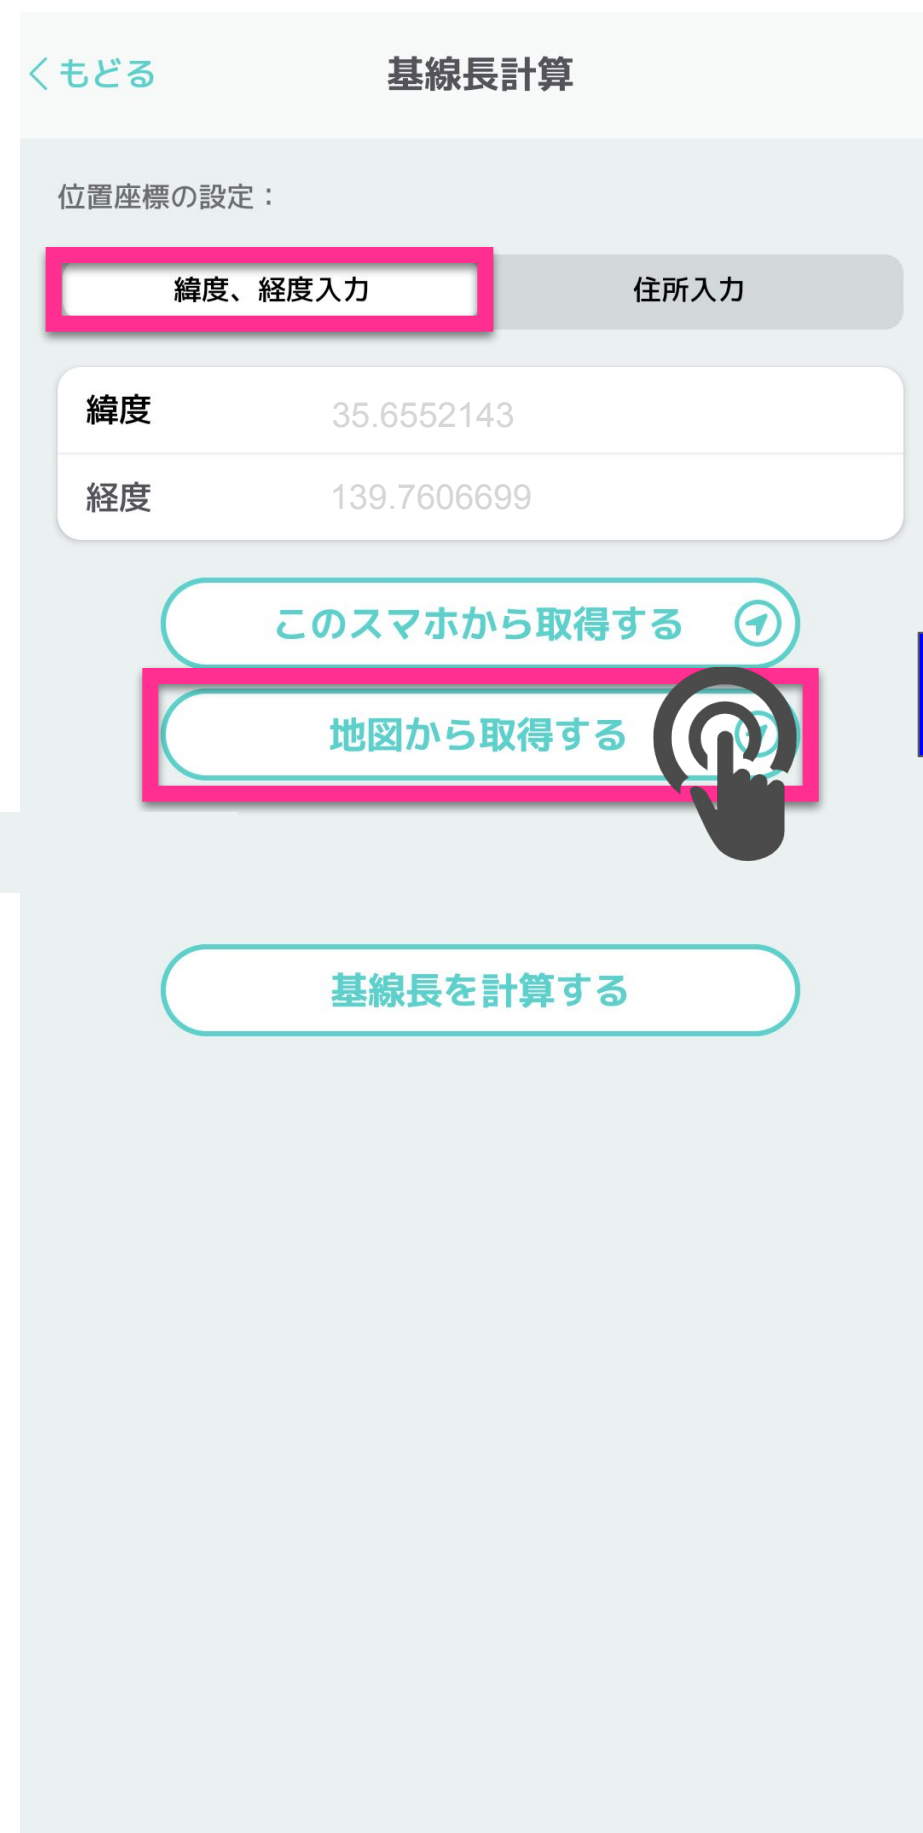 もどる
基線長計算
位置座標の設定：
緯度、経度入力
住所入力
緯度 35.6552143
経度 139.7606699
このスマホから取得する
地図から取得する
基線長を計算する